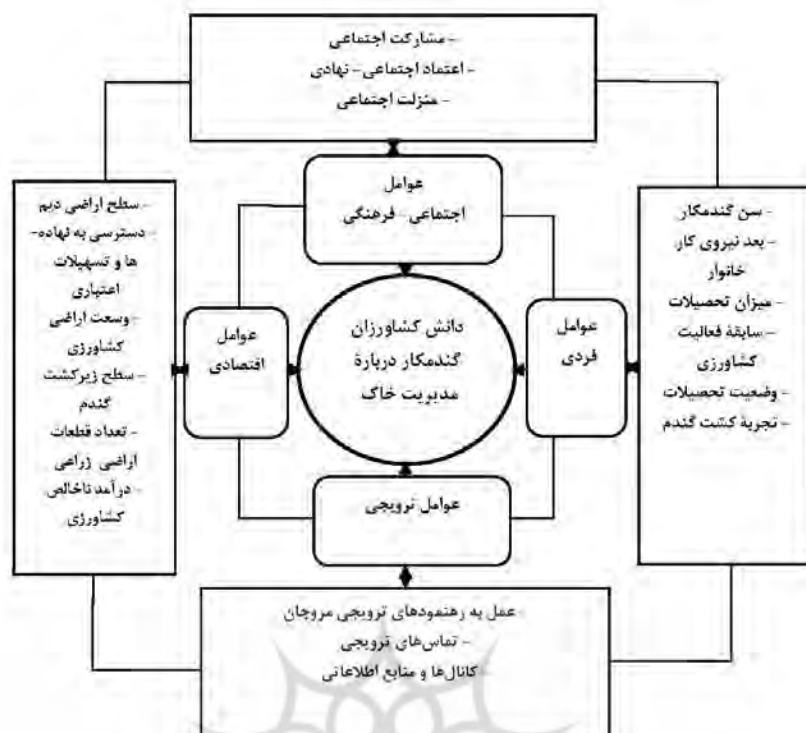 - مشارکت اجتماعی
- اعتماد اجتماعی - نهادی
- منزلت اجتماعی
عوامل
اجتماعی - فرهنگی
- سن گندمکار
- بعد نیروی کار
خانوار
- میزان تحصیلات
- سابقۀ فعالیت
کشاورزی
- وضعیت تحصیلات
- تجربۀ کشت گندم
عوامل
فردی
دانش کشاورزان
گندمکار دربارۀ
مدیریت خاک
عوامل
اقتصادی
- سطح اراضی دیم
دسترسی به نهاده-
ها و تسهیلات
اعتباری
- وسعت اراضی
کشاورزی
- سطح زیرکشت
گندم
- تعداد قطعات
اراضی زراعی
- درآمد ناخالص
کشاورزی
عوامل ترویجی
- عمل به رهنمودهای ترویجی مروجان
- تماس‌های ترویجی
- کانال‌ها و منابع اطلاعاتی